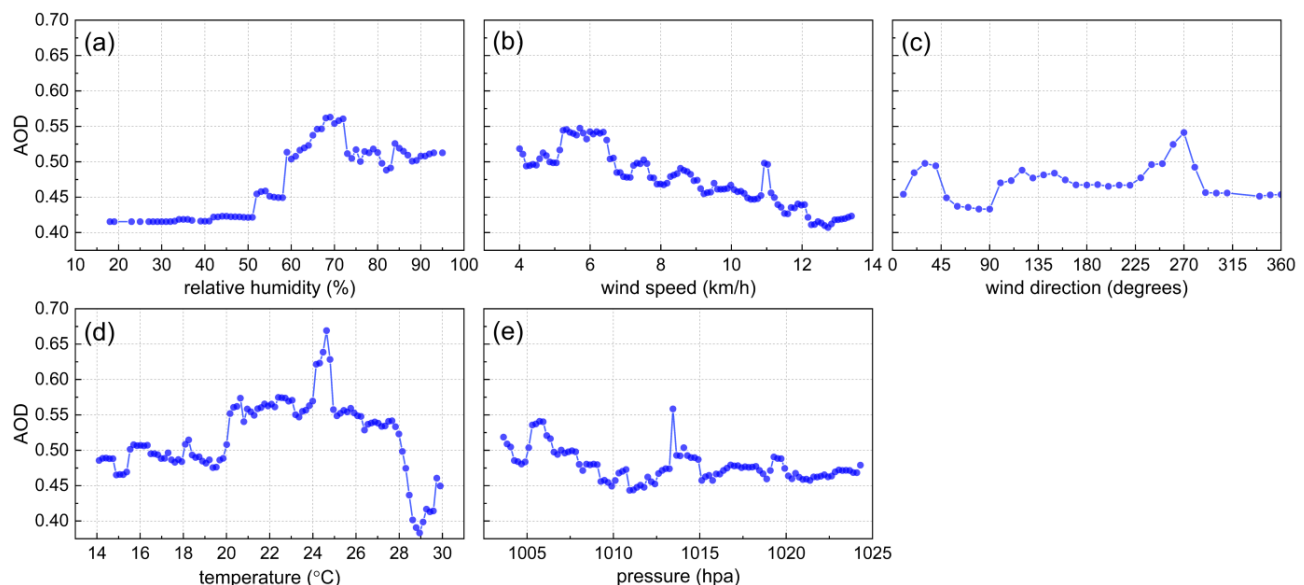 (a)
AOD
0.70
0.65
0.60
0.55
0.50
0.45
0.40
10 20 30 40 50 60 70 80 90 100
relative humidity (%)
(b)
4 6 8 10 12 14
wind speed (km/h)
(c)
0 45 90 135 180 225 270 315 360
wind direction (degrees)
(d)
AOD
0.70
0.65
0.60
0.55
0.50
0.45
0.40
14 16 18 20 22 24 26 28 30
temperature (°C)
(e)
1005 1010 1015 1020 1025
pressure (hpa)